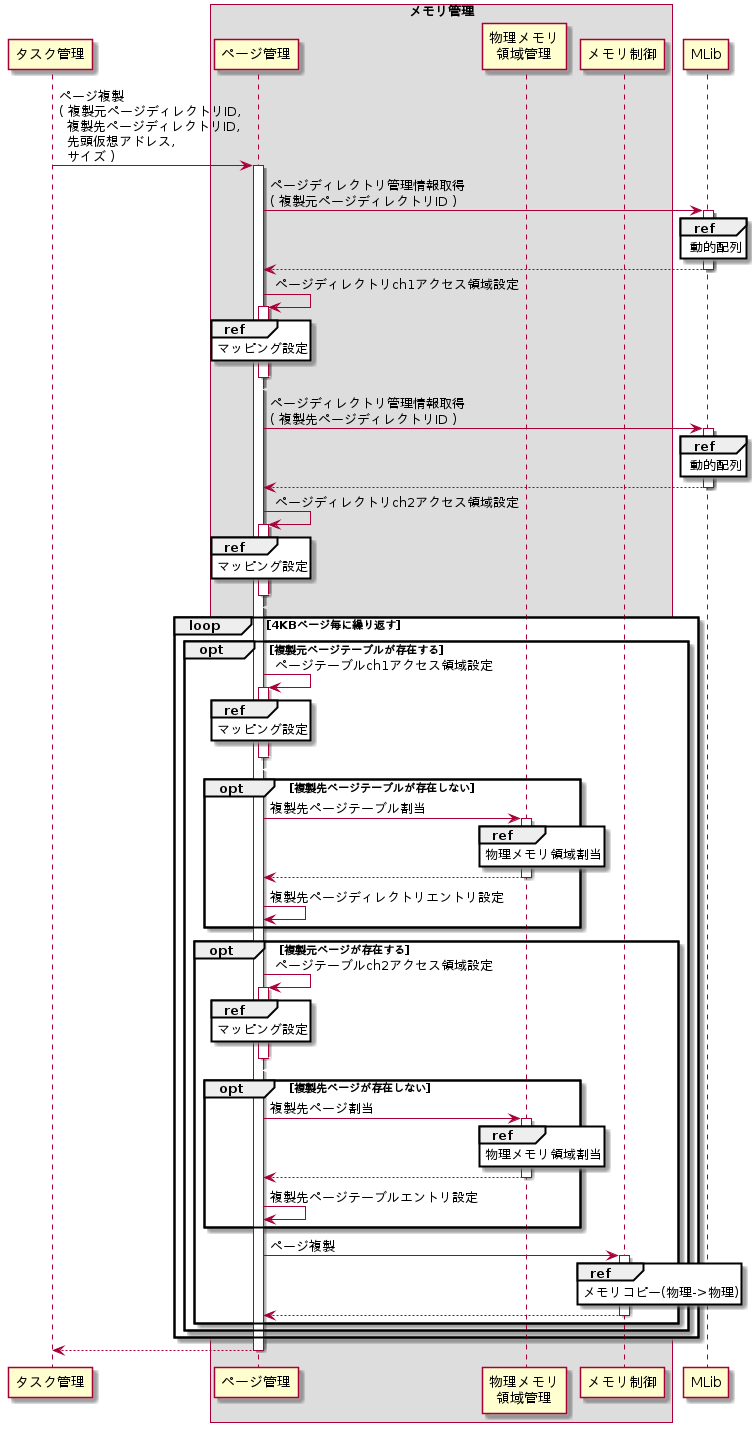 メモリ管理
タスク管理
ページ管理
物理メモリ
領域管理
メモリ制御
MLib
ページ複製
( 複製元ページディレクトリID,
複製先ページディレクトリID,
先頭仮想アドレス,
サイズ )
ページディレクトリ管理情報取得
( 複製元ページディレクトリID )
ref
動的配列
ページディレクトリch1アクセス領域設定
ref
マッピング設定
ページディレクトリ管理情報取得
( 複製先ページディレクトリID )
ref
動的配列
ページディレクトリch2アクセス領域設定
ref
マッピング設定
loop [4KBページ毎に繰り返す]
opt [複製元ページテーブルが存在する]
ページテーブルch1アクセス領域設定
ref
マッピング設定
opt [複製先ページテーブルが存在しない]
複製先ページテーブル割当
ref
物理メモリ領域割当
複製先ページディレクトリエントリ設定
opt [複製元ページが存在する]
ページテーブルch2アクセス領域設定
ref
マッピング設定
opt [複製先ページが存在しない]
複製先ページ割当
ref
物理メモリ領域割当
複製先ページテーブルエントリ設定
ページ複製
ref
メモリコピー(物理->物理)
タスク管理
ページ管理
物理メモリ
領域管理
メモリ制御
MLib